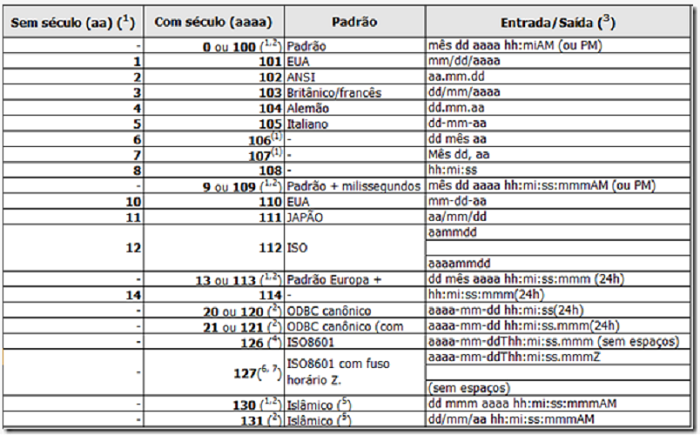 Sem século (aa) (1) Com século (aaaa) Padrão Entrada/Saída (3)
- 0 ou 100 (1,2) Padrão mês dd aaaa hh:miAM (ou PM)
1 101 EUA mm/dd/aaaa
2 102 ANSI aa.mm.dd
3 103 Britânico/francês dd/mm/aaaa
4 104 Alemão dd.mm.aa
5 105 Italiano dd-mm-aa
6 106(1) - dd mês aa
7 107(1) - Mês dd, aa
8 108 - hh:mi:ss
- 9 ou 109 (1,2) Padrão + milissegundos mês dd aaaa hh:mi:ss:mmmAM (ou PM)
10 110 EUA mm-dd-aa
11 111 JAPÃO aa/mm/dd
aammdd
12 112 ISO
aaaammdd
- 13 ou 113 (1,2) Padrão Europa + dd mês aaaa hh:mi:ss:mmm (24h)
14 114 - hh:mi:ss:mmm(24h)
- 20 ou 120 (2) ODBC canônico aaaa-mm-dd hh:mi:ss(24h)
- 21 ou 121 (2) ODBC canônico (com aaaa-mm-dd hh:mi:ss.mmm(24h)
- 126 (4) ISO8601 aaaa-mm-ddThh:mi:ss.mmm (sem espaços)
aaaa-mm-ddThh:mi:ss.mmmZ
- 127(6, 7) ISO8601 com fuso
horário Z.
(sem espaços)
- 130 (1,2) Islâmico (5) dd mmm aaaa hh:mi:ss:mmmAM
- 131 (2) Islâmico (5) dd/mm/aa hh:mi:ss:mmmAM